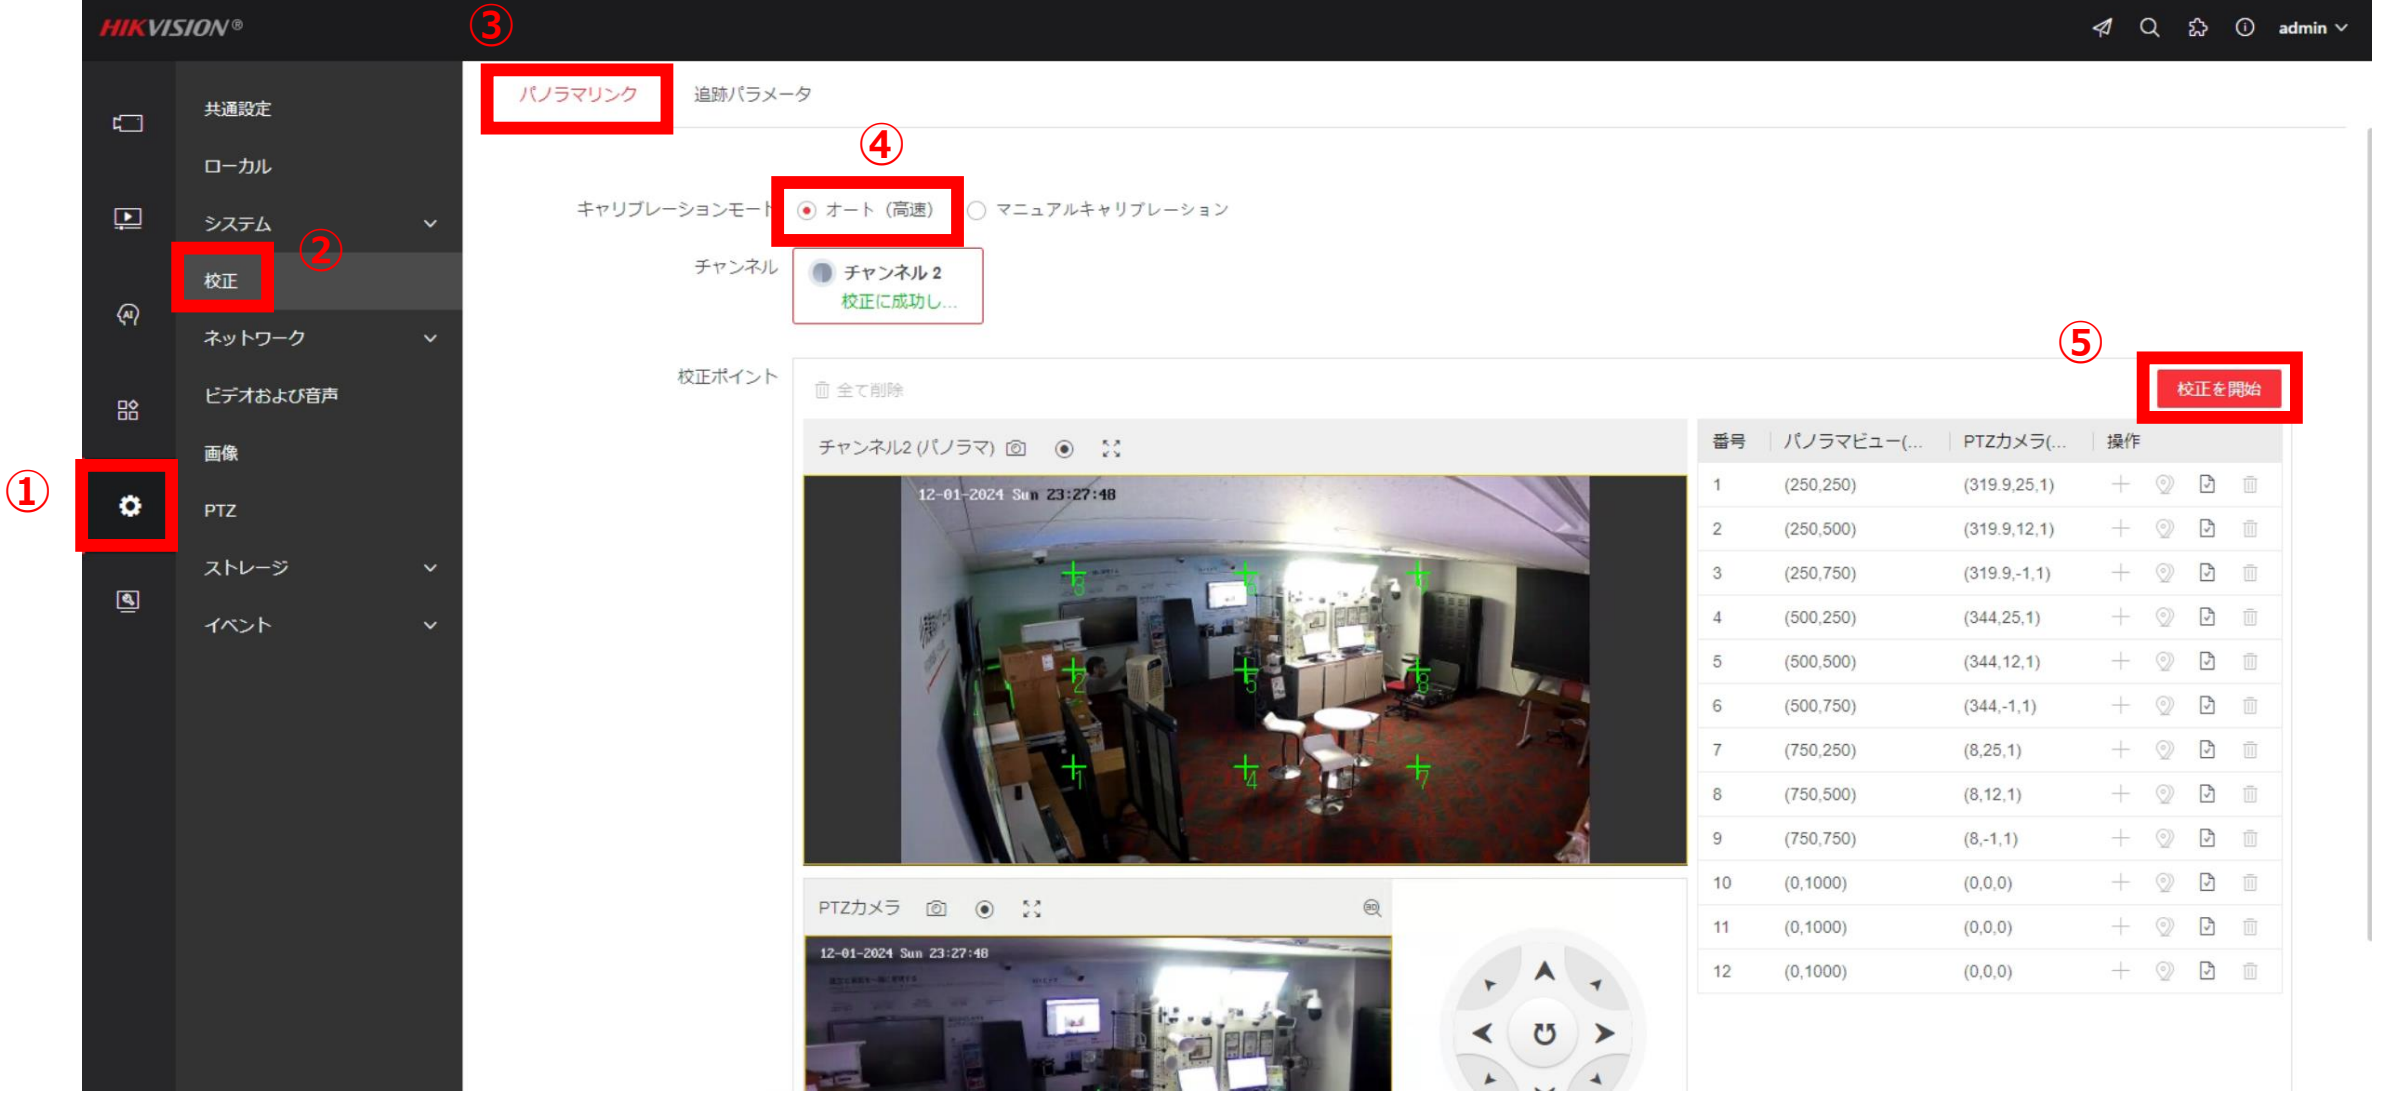 HIKVISION®
③
admin
共通設定
ローカル
システム
②
校正
ネットワーク
ビデオおよび音声
画像
①
PTZ
ストレージ
イベント
パノラマリンク 追跡パラメータ
④
キャリブレーションモード オート（高速） マニュアルキャリブレーション
チャンネル チャンネル 2
校正に成功し...
⑤
校正ポイント 全て削除 校正を開始
チャンネル2 (パノラマ)
12-01-2024 Sun 23:27:48
3 6 9
2 5 8
1 4 7
番号 パノラマビュー(... PTZカメラ(... 操作
1 (250,250) (319.9,25,1)
2 (250,500) (319.9,12,1)
3 (250,750) (319.9,-1,1)
4 (500,250) (344,25,1)
5 (500,500) (344,12,1)
6 (500,750) (344,-1,1)
7 (750,250) (8,25,1)
8 (750,500) (8,12,1)
9 (750,750) (8,-1,1)
10 (0,1000) (0,0,0)
11 (0,1000) (0,0,0)
12 (0,1000) (0,0,0)
PTZカメラ
12-01-2024 Sun 23:27:48